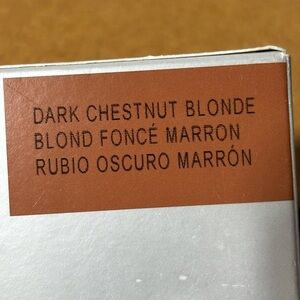 DARK CHESTNUT BLONDE
BLOND FONCÉ MARRON
RUBIO OSCURO MARRÓN